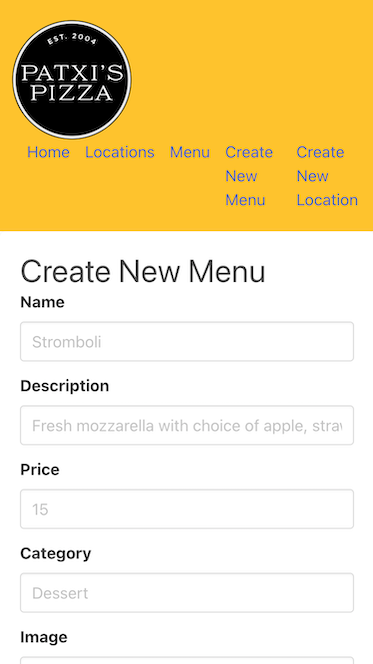 EST. 2004
PATXI'S
PIZZA
Home Locations Menu Create New Menu Create New Location
Create New Menu
Name
Stromboli
Description
Fresh mozzarella with choice of apple, straw
Price
15
Category
Dessert
Image